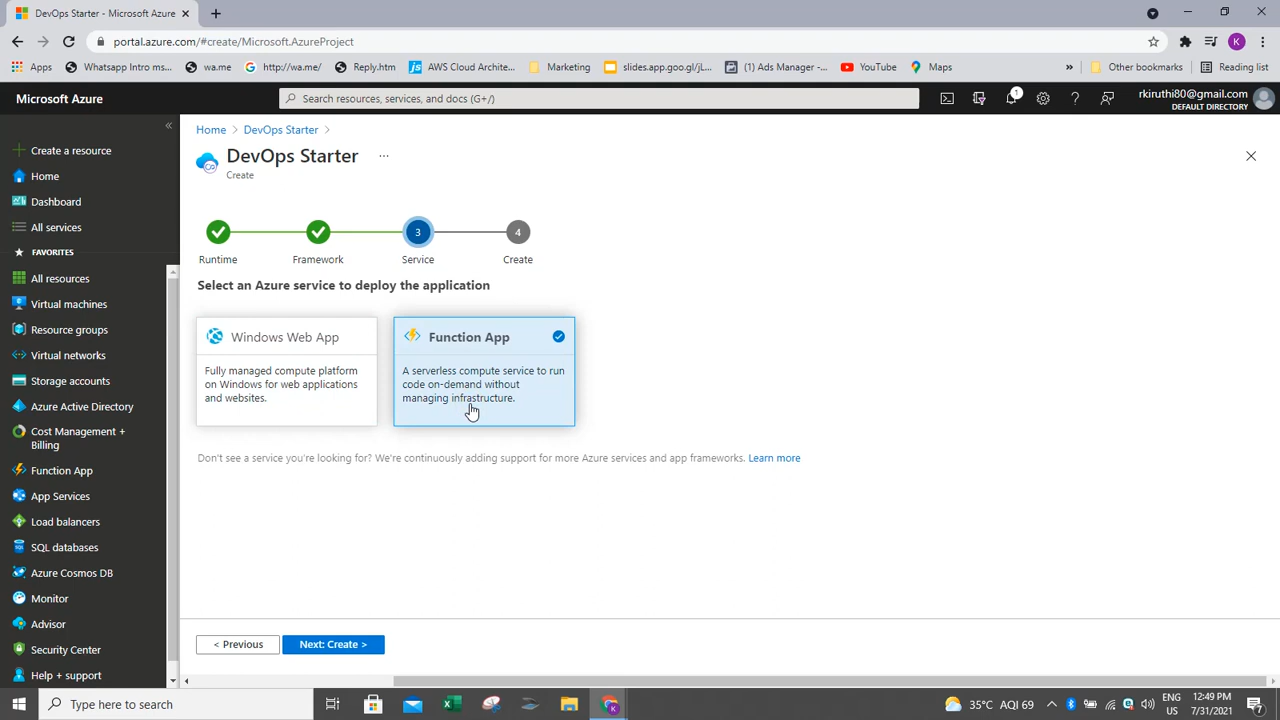 DevOps Starter - Microsoft Azure
portal.azure.com/#create/Microsoft.AzureProject
K
Apps
Whatsapp Intro ms...
wa.me
http://wa.me/
Reply.htm
AWS Cloud Archite...
Marketing
slides.app.goo.gl/jL...
(1) Ads Manager -...
YouTube
Maps
»
Other bookmarks
Reading list
Microsoft Azure
Search resources, services, and docs (G+/)
1
rkiruthi80@gmail.com
DEFAULT DIRECTORY
«
Create a resource
Home
Dashboard
All services
FAVORITES
All resources
Virtual machines
Resource groups
Virtual networks
Storage accounts
Azure Active Directory
Cost Management +
Billing
Function App
App Services
Load balancers
SQL databases
Azure Cosmos DB
Monitor
Advisor
Security Center
Help + support
Home > DevOps Starter >
DevOps Starter ...
Create
3
4
Runtime
Framework
Service
Create
Select an Azure service to deploy the application
Windows Web App
Fully managed compute platform
on Windows for web applications
and websites.
Function App
A serverless compute service to run
code on-demand without
managing infrastructure.
Don't see a service you're looking for? We're continuously adding support for more Azure services and app frameworks. Learn more
< Previous
Next: Create >
Type here to search
35°C AQI 69
ENG
US
12:49 PM
7/31/2021
7